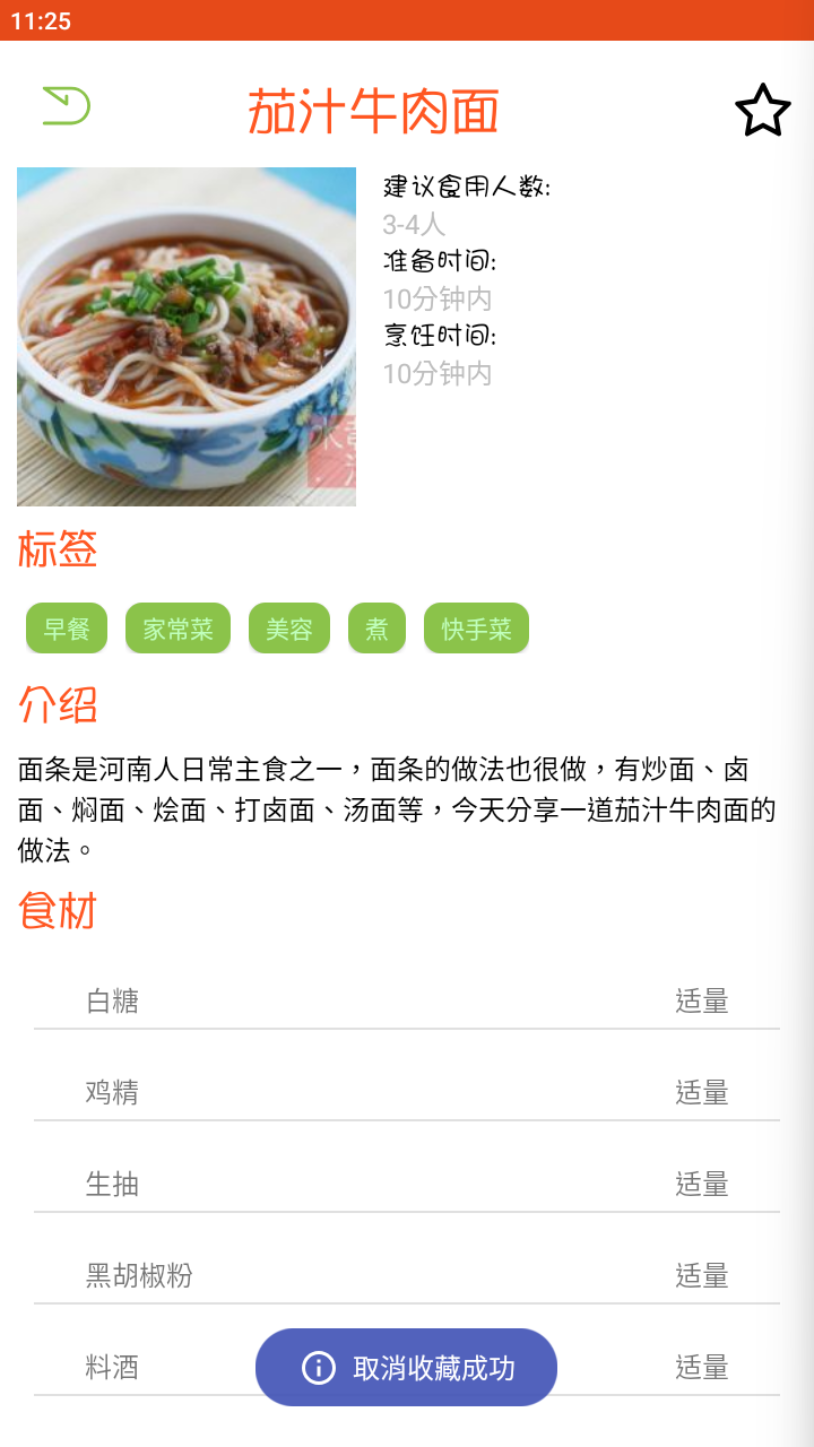 11:25
茄汁牛肉面
建议食用人数:
3-4人
准备时间:
10分钟内
烹饪时间:
10分钟内
标签
早餐 家常菜 美容 煮 快手菜
介绍
面条是河南人日常主食之一，面条的做法也很做，有炒面、卤
面、焖面、烩面、打卤面、汤面等，今天分享一道茄汁牛肉面的
做法。
食材
白糖 适量
鸡精 适量
生抽 适量
黑胡椒粉 适量
料酒 适量
取消收藏成功